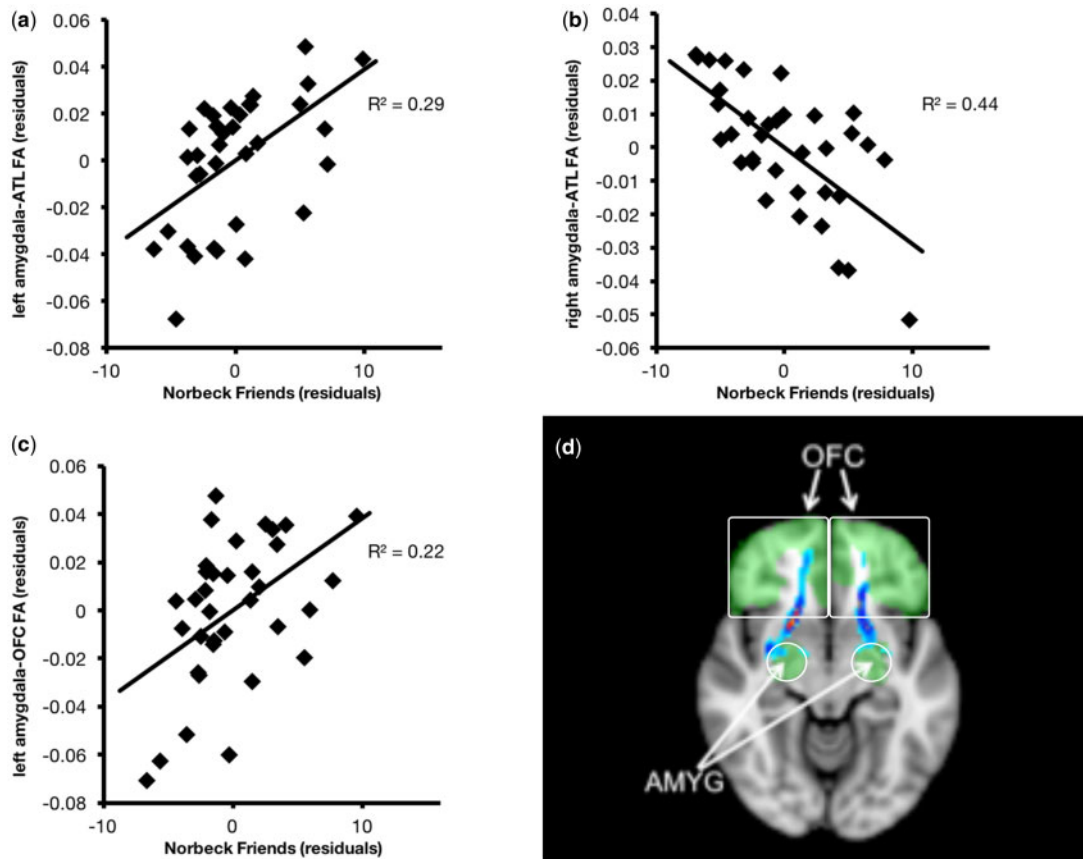 (a)
0.06
0.04
0.02
0
-0.02
-0.04
-0.06
-0.08
left amygdala-ATL FA (residuals)
R² = 0.29
-10
0
10
Norbeck Friends (residuals)
(b)
0.04
0.03
0.02
0.01
0
-0.01
-0.02
-0.03
-0.04
-0.05
-0.06
right amygdala-ATL FA (residuals)
R² = 0.44
-10
0
10
Norbeck Friends (residuals)
(c)
0.06
0.04
0.02
0
-0.02
-0.04
-0.06
-0.08
left amygdala-OFC FA (residuals)
R² = 0.22
-10
0
10
Norbeck Friends (residuals)
(d)
OFC
AMYG